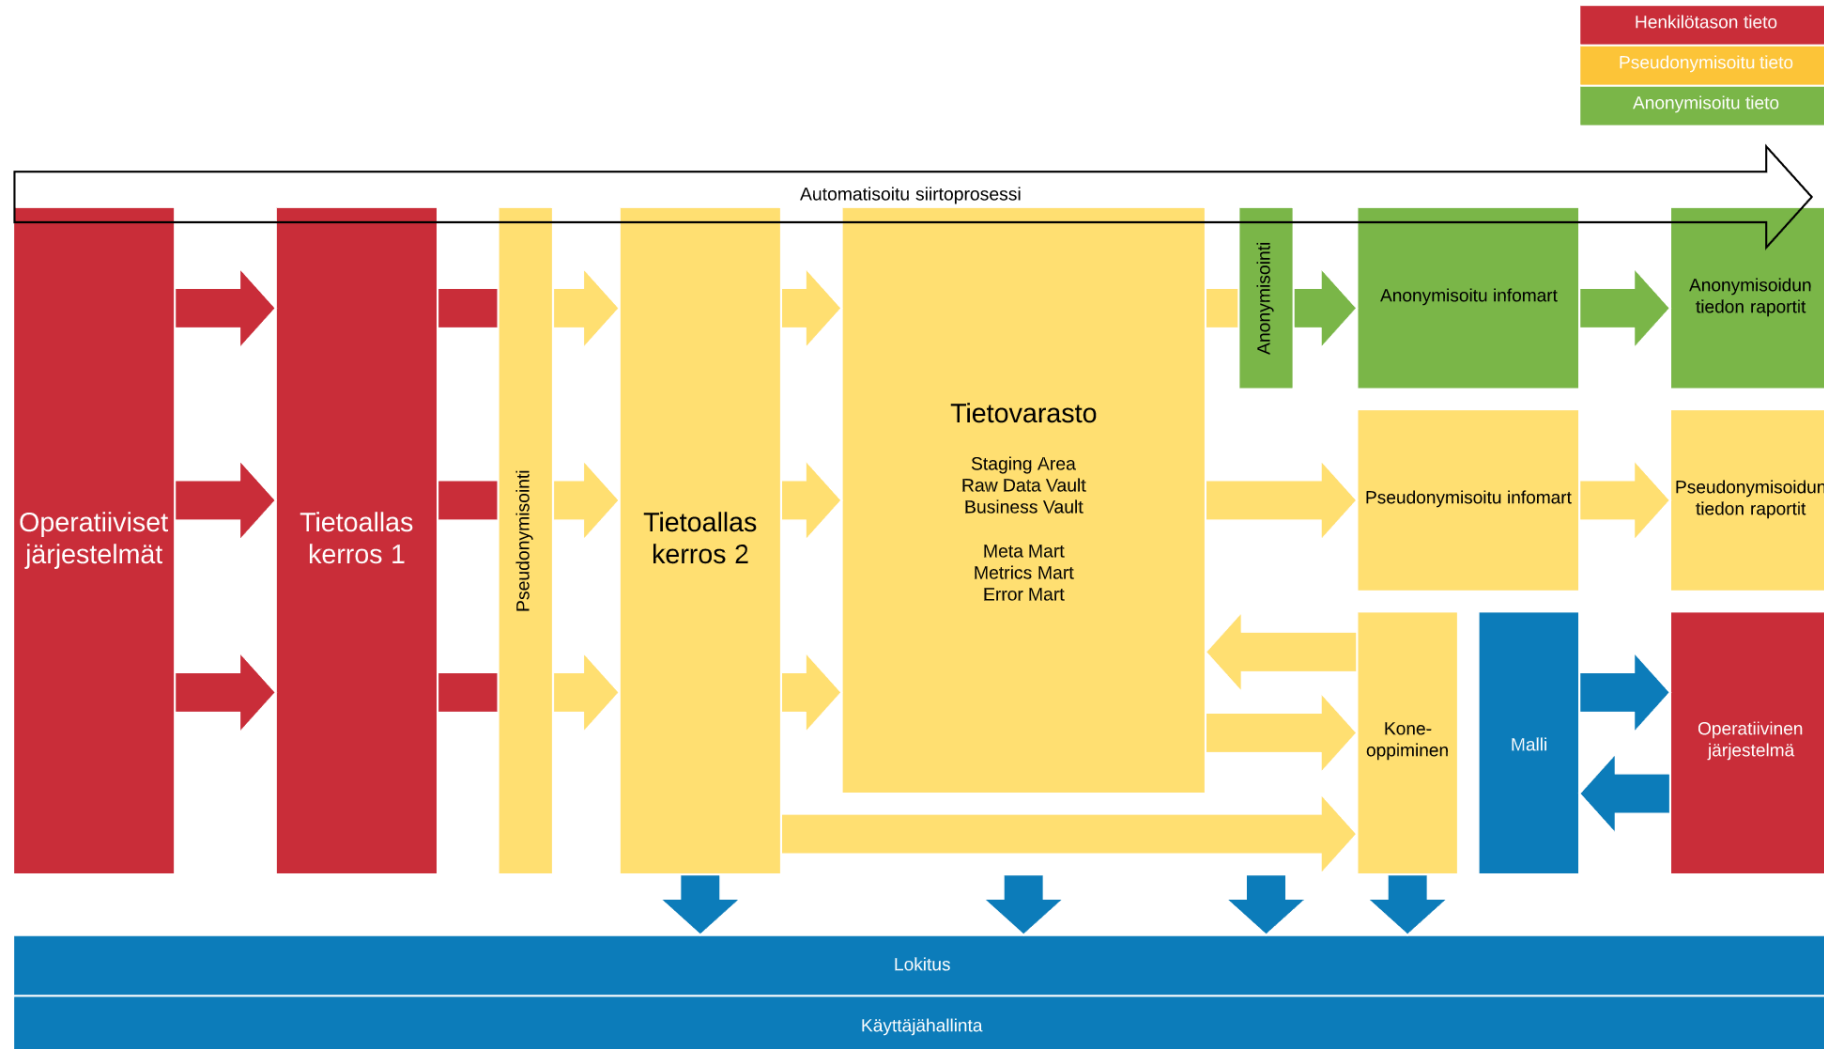 Henkilötason tieto
Pseudonymisoitu tieto
Anonymisoitu tieto
Automatisoitu siirtoprosessi
Operatiiviset
järjestelmät
Tietoallas
kerros 1
Pseudonymisointi
Tietoallas
kerros 2
Tietovarasto
Staging Area
Raw Data Vault
Business Vault
Meta Mart
Metrics Mart
Error Mart
Anonymisointi
Anonymisoitu infomart
Anonymisoidun
tiedon raportit
Pseudonymisoitu infomart
Pseudonymisoidun
tiedon raportit
Kone-
oppiminen
Malli
Operatiivinen
järjestelmä
Lokitus
Käyttäjähallinta